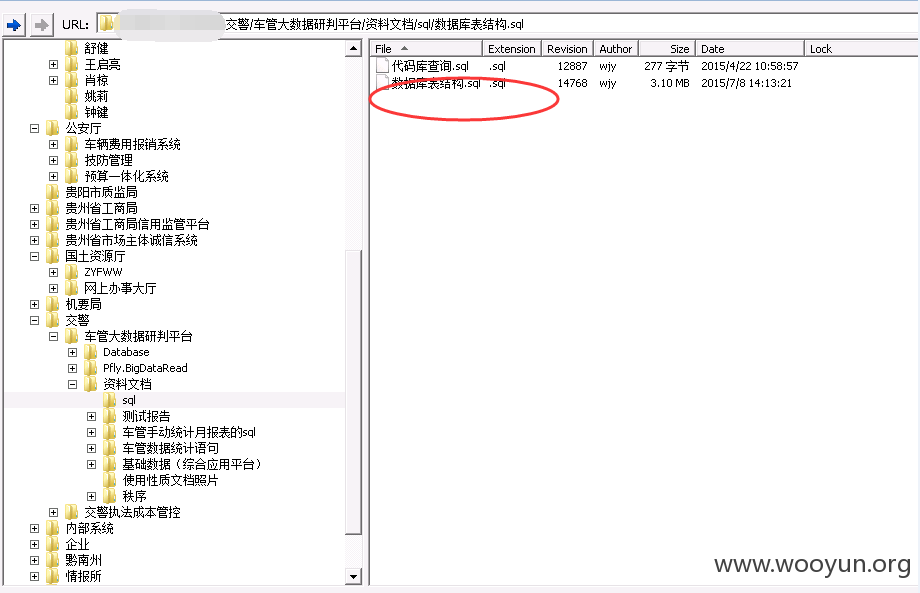 URL: 交警/车管大数据研判平台/资料文档/sql/数据库表结构.sql
舒健
王启亮
肖椋
姚莉
钟键
公安厅
车辆费用报销系统
技防管理
预算一体化系统
贵阳市质监局
贵州省工商局
贵州省工商局信用监管平台
贵州省市场主体诚信系统
国土资源厅
ZYFWW
网上办事大厅
机要局
交警
车管大数据研判平台
Database
Pfly.BigDataRead
资料文档
sql
测试报告
车管手动统计月报表的sql
车管数据统计语句
基础数据（综合应用平台）
使用性质文档照片
秩序
交警执法成本管控
内部系统
企业
黔南州
情报所
File Extension Revision Author Size Date Lock
代码库查询.sql .sql 12887 wjy 277 字节 2015/4/22 10:58:57
数据库表结构.sql .sql 14768 wjy 3.10 MB 2015/7/8 14:13:21
www.wooyun.org